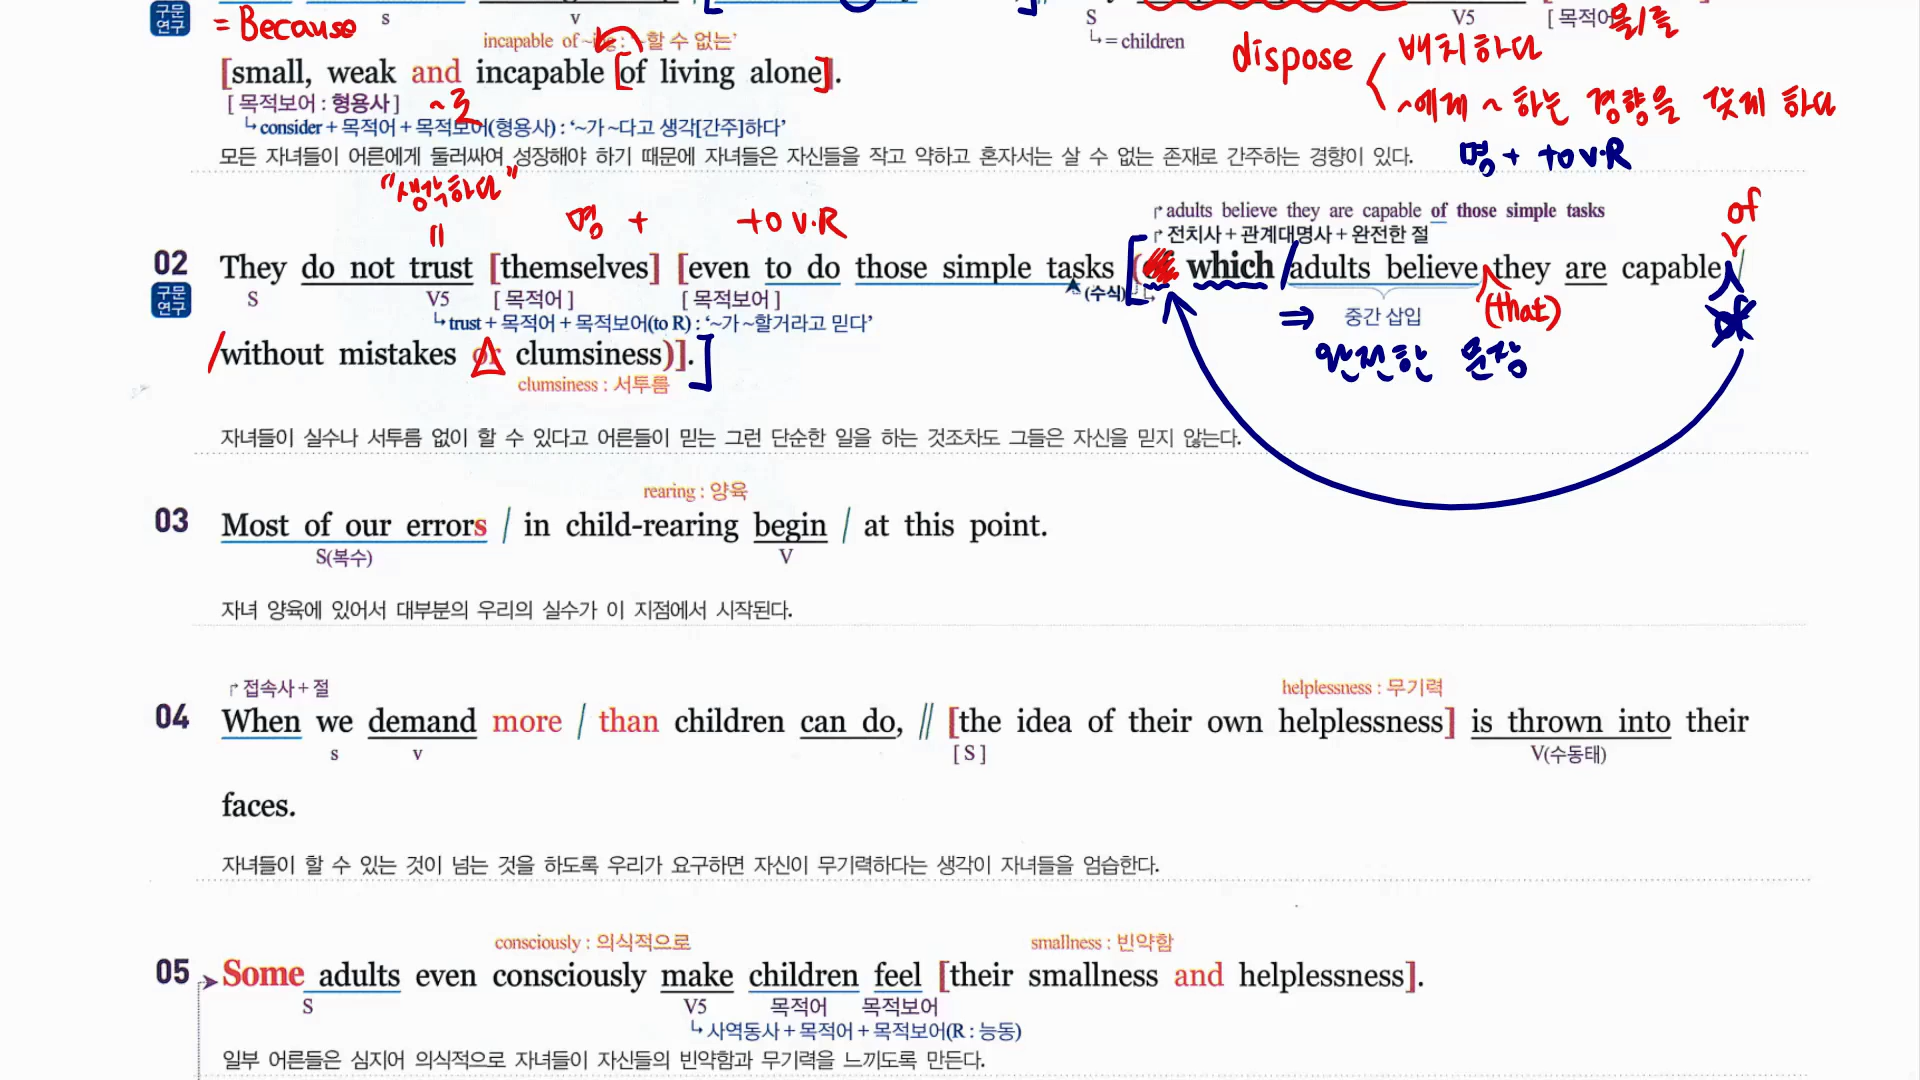 구문연구
= Because
s
v
S
V5
[ 목적어
을/를
incapable of ~ing : '~할 수 없는'
↳ = children
dispose
배치하다
~에게 ~하는 경향을 갖게 하다
[small, weak and incapable [of living alone].
[ 목적보어 : 형용사 ]
~로
↳ consider + 목적어 + 목적보어(형용사) : '~가 ~다고 생각[간주]하다'
모든 자녀들이 어른에게 둘러싸여 성장해야 하기 때문에 자녀들은 자신들을 작고 약하고 혼자서는 살 수 없는 존재로 간주하는 경향이 있다.
명 + to V.R
"생각하다"
명 + to V.R
adults believe they are capable of those simple tasks
of
전치사 + 관계대명사 + 완전한 절
02 They do not trust [themselves] [even to do those simple tasks ( which / adults believe they are capable /
구문연구
S
V5
[ 목적어 ]
[ 목적보어 ]
(수식)
⇒ 중간 삽입
(that)
of
↳ trust + 목적어 + 목적보어(to R) : '~가 ~할거라고 믿다'
/ without mistakes or clumsiness)].
완전한 문장
clumsiness : 서투름
자녀들이 실수나 서투름 없이 할 수 있다고 어른들이 믿는 그런 단순한 일을 하는 것조차도 그들은 자신을 믿지 않는다.
rearing : 양육
03 Most of our errors / in child-rearing begin / at this point.
S(복수)
V
자녀 양육에 있어서 대부분의 우리의 실수가 이 지점에서 시작된다.
접속사 + 절
helplessness : 무기력
04 When we demand more / than children can do, // [the idea of their own helplessness] is thrown into their
s
v
[ S ]
V(수동태)
faces.
자녀들이 할 수 있는 것이 넘는 것을 하도록 우리가 요구하면 자신이 무기력하다는 생각이 자녀들을 엄습한다.
consciously : 의식적으로
smallness : 빈약함
05 Some adults even consciously make children feel [their smallness and helplessness].
S
V5
목적어
목적보어
↳ 사역동사 + 목적어 + 목적보어(R : 능동)
일부 어른들은 심지어 의식적으로 자녀들이 자신들의 빈약함과 무기력을 느끼도록 만든다.